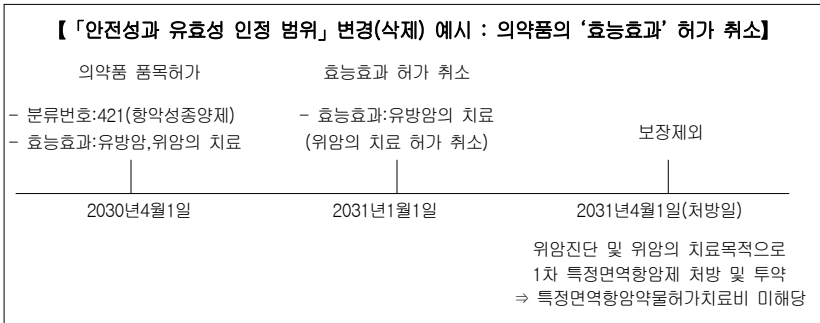 【 「안전성과 유효성 인정 범위」 변경(삭제) 예시 : 의약품의 ‘효능효과’ 허가 취소】
의약품 품목허가
- 분류번호:421(항악성종양제)
- 효능효과:유방암,위암의 치료
2030년4월1일
효능효과 허가 취소
- 효능효과:유방암의 치료
(위암의 치료 허가 취소)
2031년1월1일
보장제외
2031년4월1일(처방일)
위암진단 및 위암의 치료목적으로
1차 특정면역항암제 처방 및 투약
⇒ 특정면역항암약물허가치료비 미해당